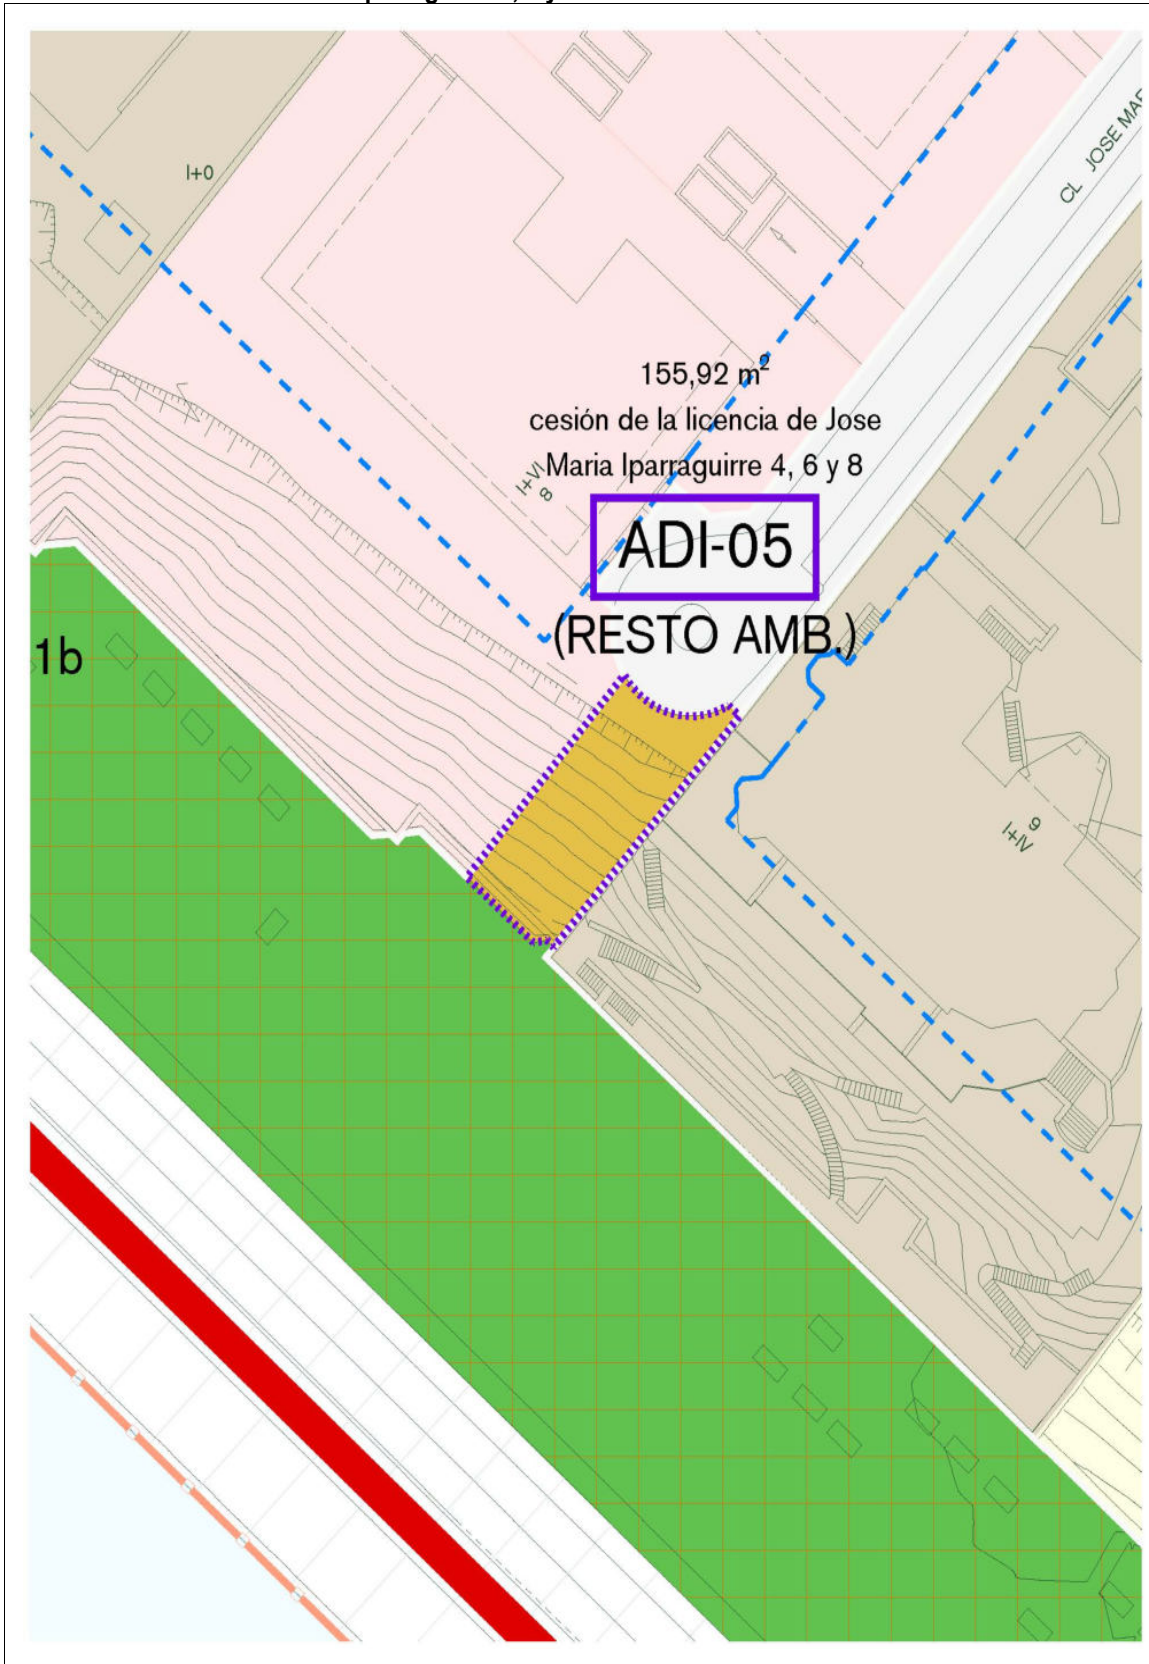 I+0
CL JOSE MAR
155,92 m²
cesión de la licencia de Jose
Maria Iparraguirre 4, 6 y 8
I+VI
8
ADI-05
(RESTO AMB.)
1b
9
I+IV